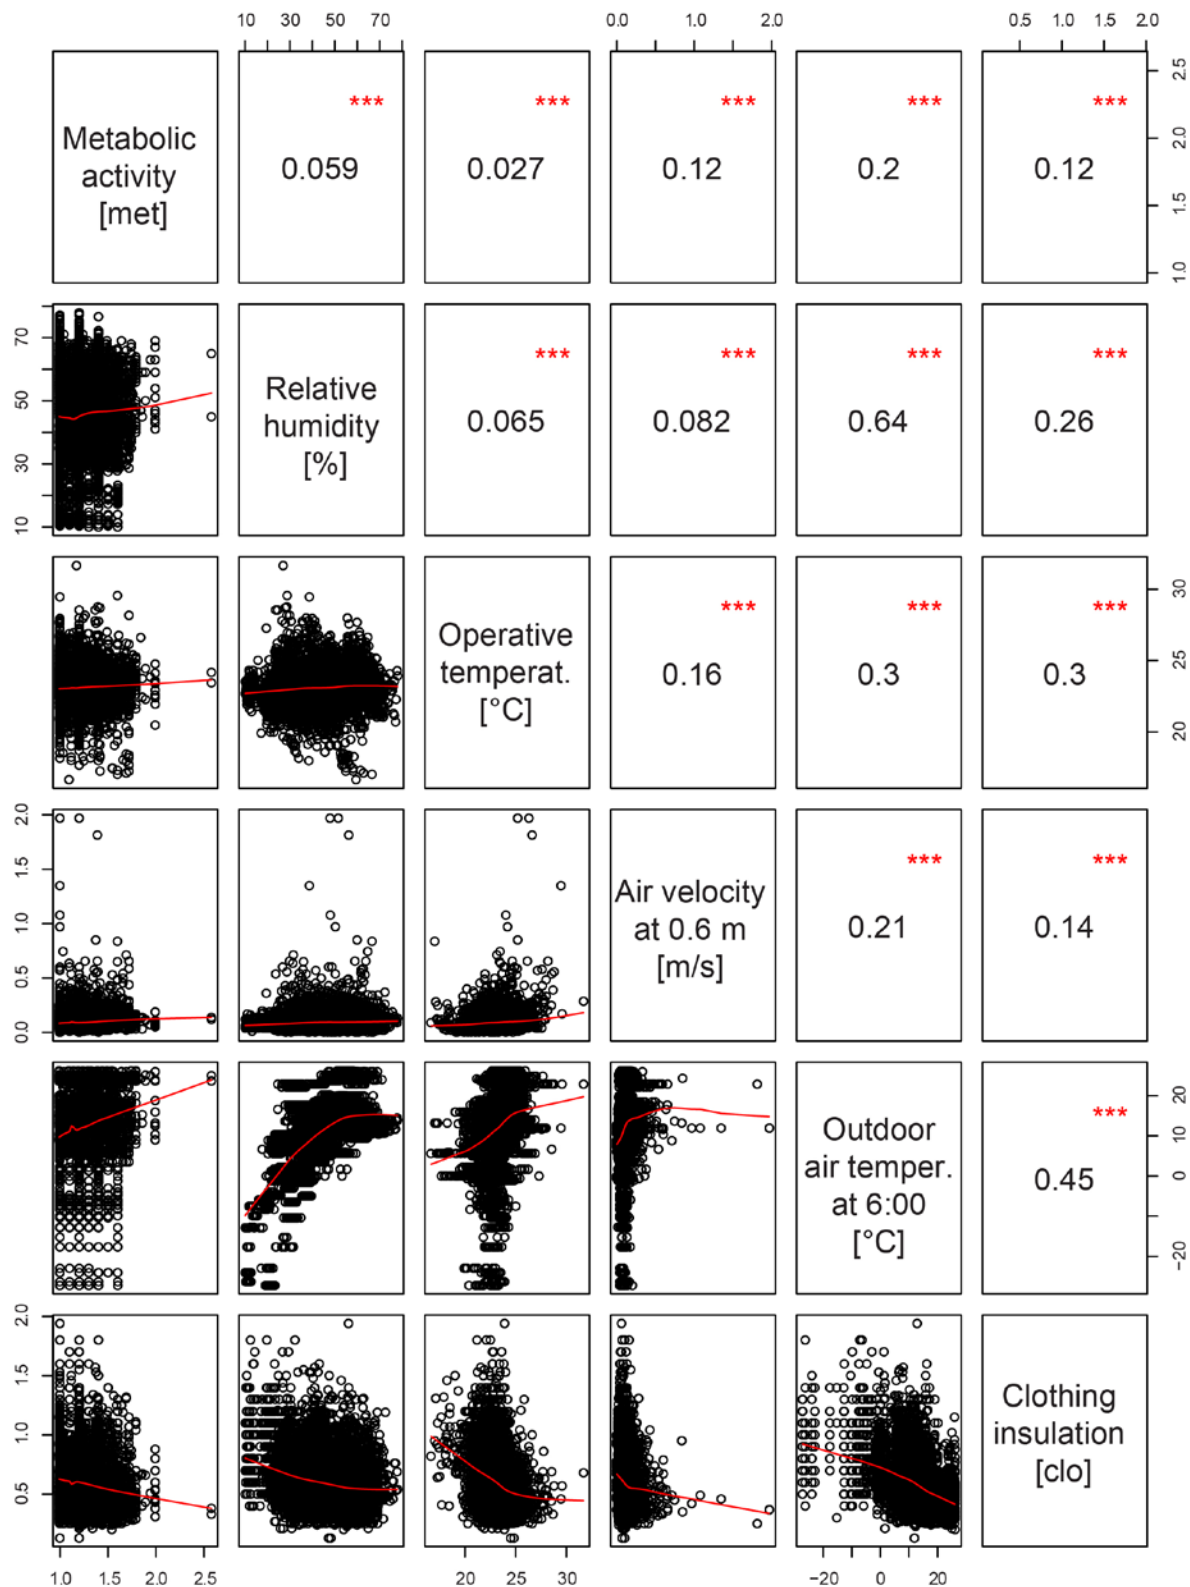 10 30 50 70
0.0 1.0 2.0
0.5 1.0 1.5 2.0
Metabolic
activity
[met]
***
0.059
***
0.027
***
0.12
***
0.2
***
0.12
1.0 1.5 2.0 2.5
10 30 50 70
Relative
humidity
[%]
***
0.065
***
0.082
***
0.64
***
0.26
Operative
temperat.
[°C]
***
0.16
***
0.3
***
0.3
20 25 30
0.0 0.5 1.0 1.5 2.0
Air velocity
at 0.6 m
[m/s]
***
0.21
***
0.14
Outdoor
air temper.
at 6:00
[°C]
***
0.45
−20 0 10 20
0.5 1.0 1.5 2.0
Clothing
insulation
[clo]
1.0 1.5 2.0 2.5
20 25 30
−20 0 10 20